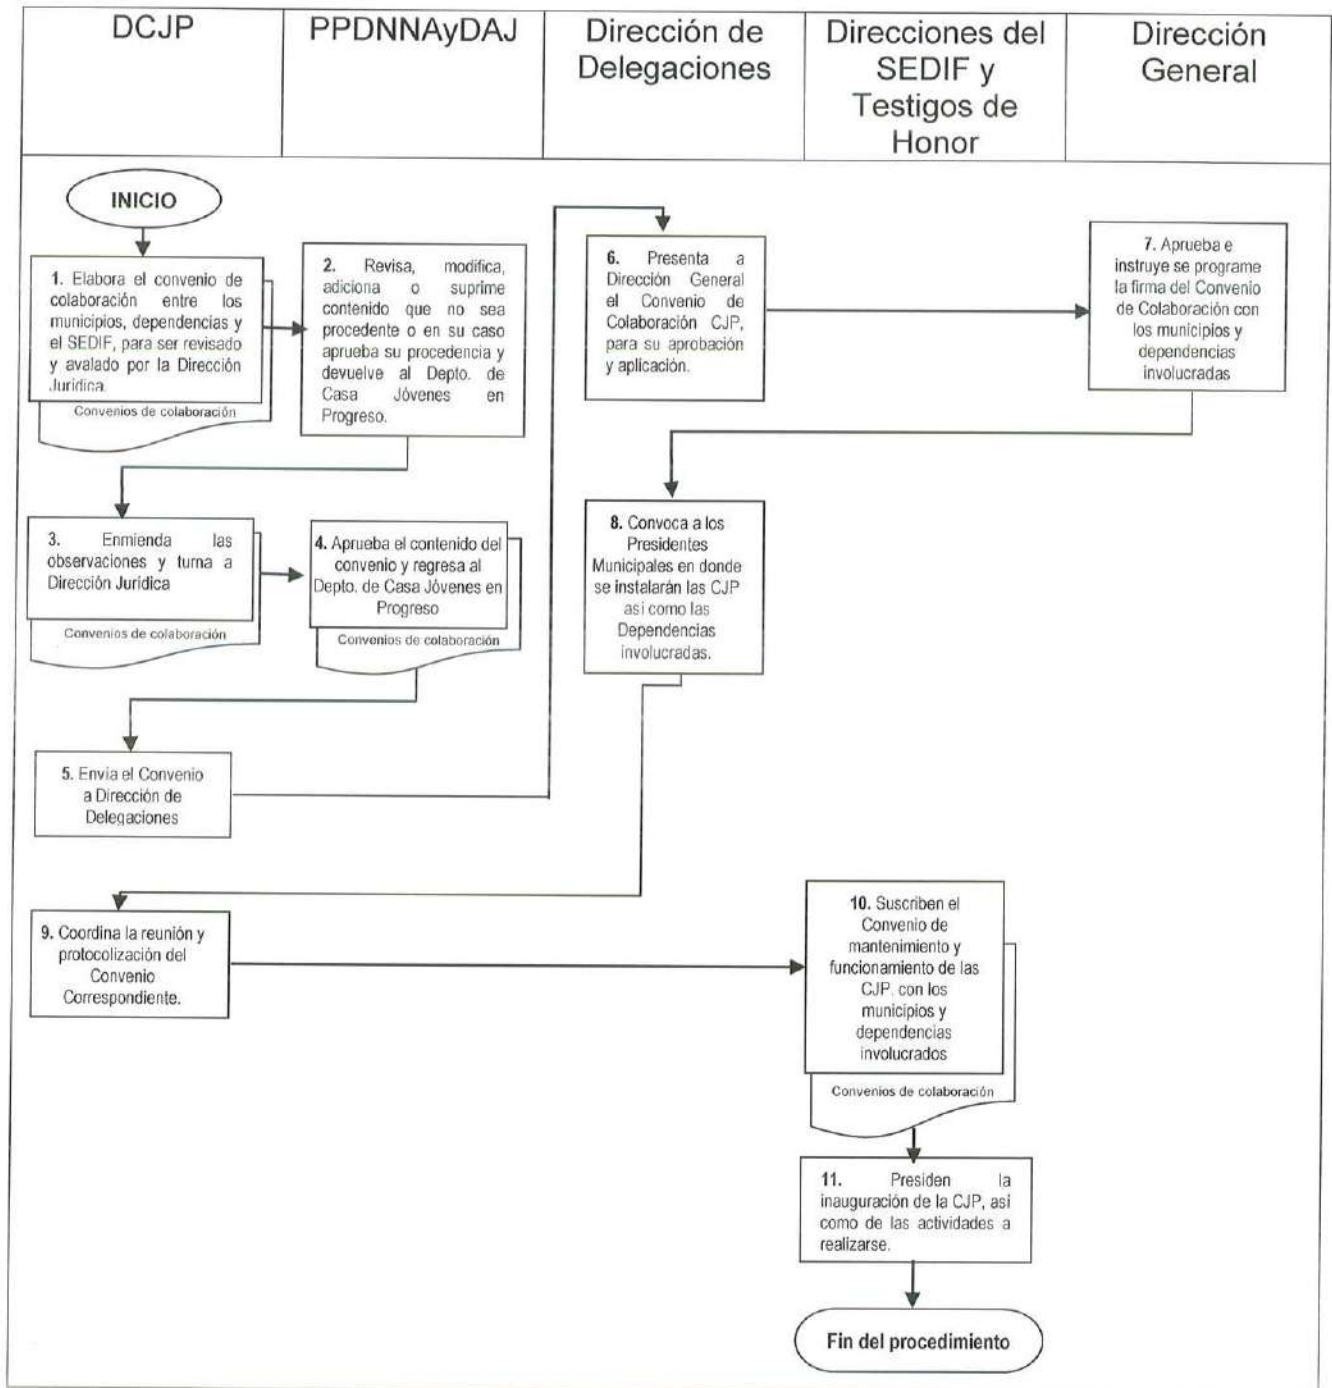 DCJP
PPDNNAyDAJ
Dirección de
Delegaciones
Direcciones del
SEDIF y
Testigos de
Honor
Dirección
General
INICIO
1. Elabora el convenio de
colaboración entre los
municipios, dependencias y
el SEDIF, para ser revisado
y avalado por la Dirección
Jurídica.
Convenios de colaboración
2. Revisa, modifica,
adiciona o suprime
contenido que no sea
procedente o en su caso
aprueba su procedencia y
devuelve al Depto. de
Casa Jóvenes en
Progreso.
3. Enmienda las
observaciones y turna a
Dirección Jurídica
Convenios de colaboración
4. Aprueba el contenido del
convenio y regresa al
Depto. de Casa Jóvenes en
Progreso
Convenios de colaboración
5. Envia el Convenio
a Dirección de
Delegaciones
6. Presenta a
Dirección General
el Convenio de
Colaboración CJP,
para su aprobación
y aplicación.
7. Aprueba e
instruye se programe
la firma del Convenio
de Colaboración con
los municipios y
dependencias
involucradas
8. Convoca a los
Presidentes
Municipales en donde
se instalarán las CJP
asi como las
Dependencias
involucradas.
9. Coordina la reunión y
protocolización del
Convenio
Correspondiente.
10. Suscriben el
Convenio de
mantenimiento y
funcionamiento de las
CJP. con los
municipios y
dependencias
involucrados
Convenios de colaboración
11. Presiden la
inauguración de la CJP, asi
como de las actividades a
realizarse.
Fin del procedimiento